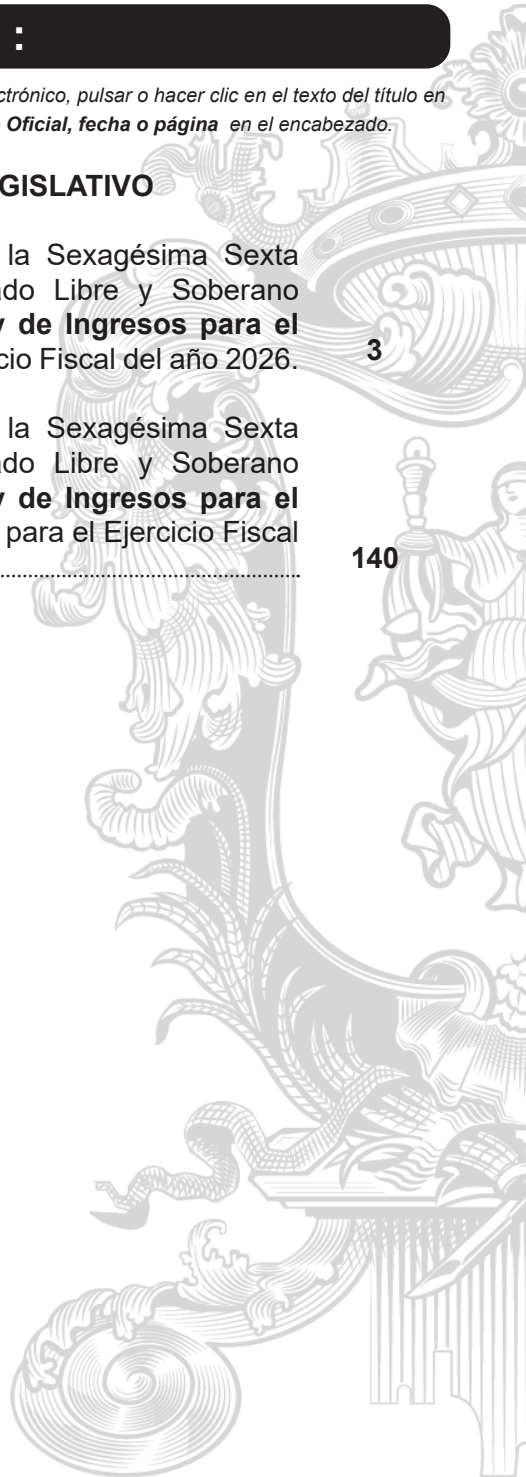 :
ctrónico, pulsar o hacer clic en el texto del título en
Oficial, fecha o página en el encabezado.
GISLATIVO
la Sexagésima Sexta
ado Libre y Soberano
de Ingresos para el
cio Fiscal del año 2026.
3
la Sexagésima Sexta
ado Libre y Soberano
de Ingresos para el
para el Ejercicio Fiscal
140